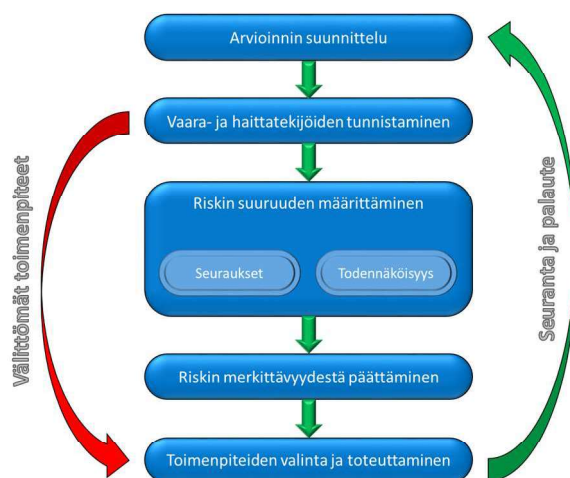 Arvioinnin suunnittelu
Vaara- ja haittatekijöiden tunnistaminen
Riskin suuruuden määrittäminen
Seuraukset
Todennäköisyys
Riskin merkittävyydestä päättäminen
Toimenpiteiden valinta ja toteuttaminen
Välittömät toimenpiteet
Seuranta ja palaute